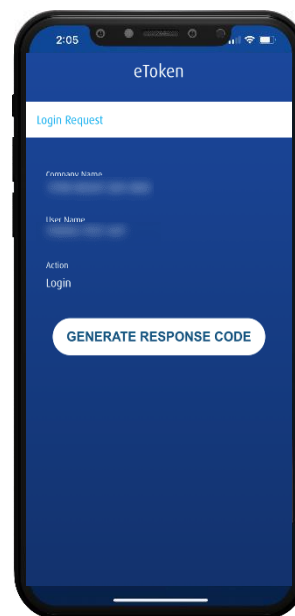 2:05
eToken
Login Request
Company Name
User Name
Action
Login
GENERATE RESPONSE CODE